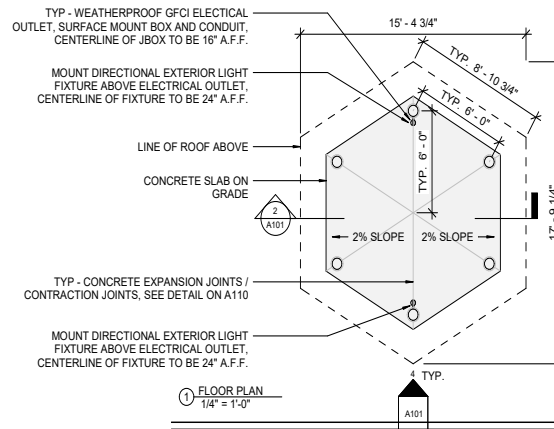 TYP - WEATHERPROOF GFCI ELECTICAL
OUTLET, SURFACE MOUNT BOX AND CONDUIT,
CENTERLINE OF JBOX TO BE 16" A.F.F.
MOUNT DIRECTIONAL EXTERIOR LIGHT
FIXTURE ABOVE ELECTRICAL OUTLET,
CENTERLINE OF FIXTURE TO BE 24" A.F.F.
LINE OF ROOF ABOVE
CONCRETE SLAB ON
GRADE
2
A101
TYP - CONCRETE EXPANSION JOINTS /
CONTRACTION JOINTS, SEE DETAIL ON A110
MOUNT DIRECTIONAL EXTERIOR LIGHT
FIXTURE ABOVE ELECTRICAL OUTLET,
CENTERLINE OF FIXTURE TO BE 24" A.F.F.
15' - 4 3/4"
TYP. 8' - 10 3/4"
TYP. 6' - 0"
TYP. 6' - 0"
2% SLOPE
2% SLOPE
17' - 9 1/4"
4 TYP.
A101
1 FLOOR PLAN
1/4" = 1'-0"